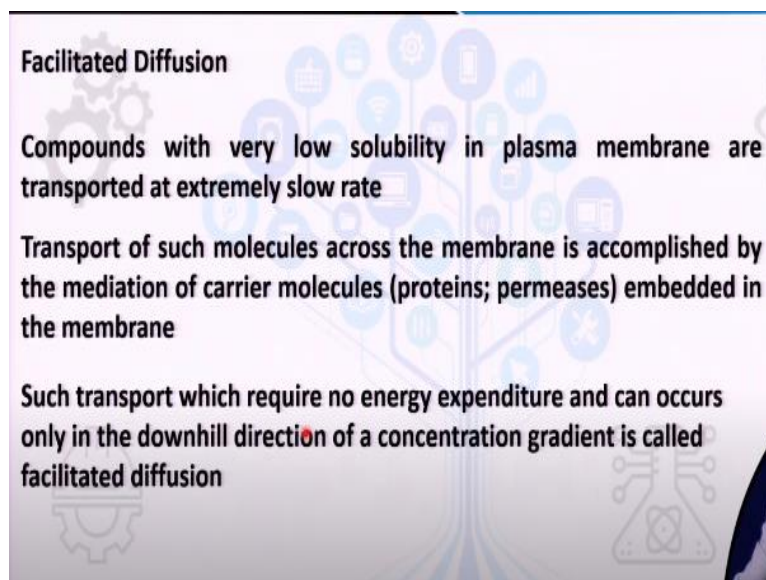 Facilitated Diffusion
Compounds with very low solubility in plasma membrane are
transported at extremely slow rate
Transport of such molecules across the membrane is accomplished by
the mediation of carrier molecules (proteins; permeases) embedded in
the membrane
Such transport which require no energy expenditure and can occurs
only in the downhill direction of a concentration gradient is called
facilitated diffusion